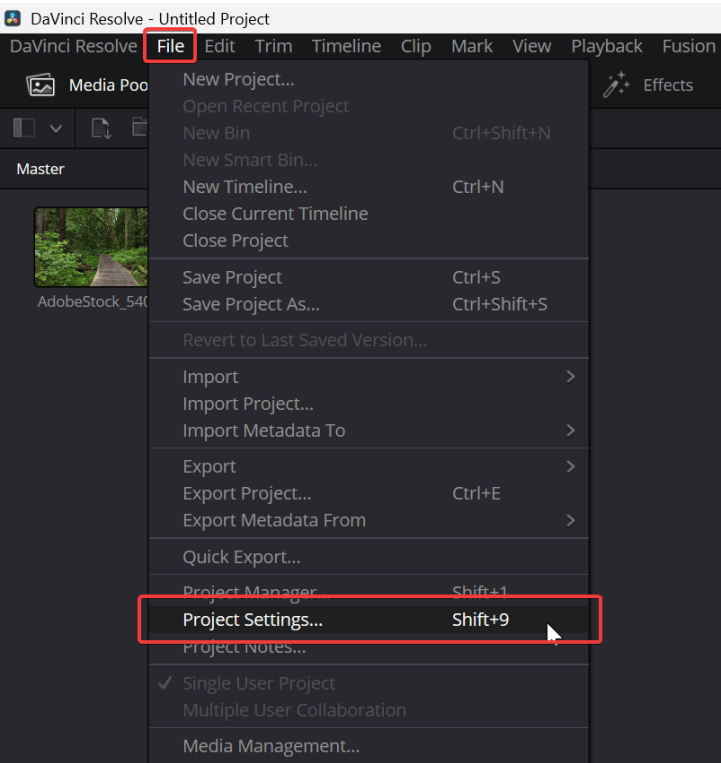 DaVinci Resolve - Untitled Project
DaVinci Resolve File Edit Trim Timeline Clip Mark View Playback Fusion
Media Poo Effects
New Project...
Open Recent Project
New Bin Ctrl+Shift+N
New Smart Bin...
Master
New Timeline... Ctrl+N
Close Current Timeline
Close Project
Save Project Ctrl+S
AdobeStock_540
Save Project As... Ctrl+Shift+S
Revert to Last Saved Version...
Import
Import Project...
Import Metadata To
Export
Export Project... Ctrl+E
Export Metadata From
Quick Export...
Project Manager... Shift+1
Project Settings... Shift+9
Project Notes...
Single User Project
Multiple User Collaboration
Media Management...